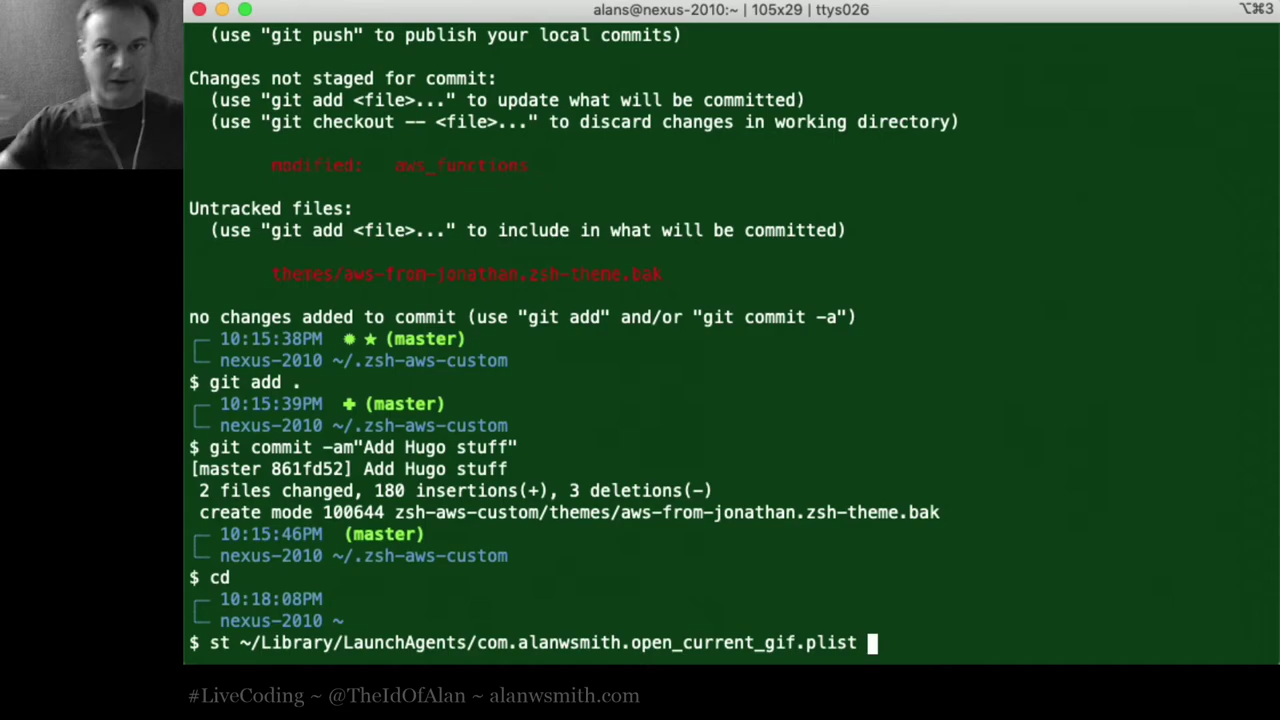 alans@nexus-2010:~ | 105x29 | ttys026
⌥⌘3
(use "git push" to publish your local commits)
Changes not staged for commit:
(use "git add <file>..." to update what will be committed)
(use "git checkout -- <file>..." to discard changes in working directory)
modified: aws_functions
Untracked files:
(use "git add <file>..." to include in what will be committed)
themes/aws-from-jonathan.zsh-theme.bak
no changes added to commit (use "git add" and/or "git commit -a")
10:15:38PM ✹ ★ (master)
nexus-2010 ~/.zsh-aws-custom
$ git add .
10:15:39PM ✚ (master)
nexus-2010 ~/.zsh-aws-custom
$ git commit -am"Add Hugo stuff"
[master 861fd52] Add Hugo stuff
2 files changed, 180 insertions(+), 3 deletions(-)
create mode 100644 zsh-aws-custom/themes/aws-from-jonathan.zsh-theme.bak
10:15:46PM (master)
nexus-2010 ~/.zsh-aws-custom
$ cd
10:18:08PM
nexus-2010 ~
$ st ~/Library/LaunchAgents/com.alanwsmith.open_current_gif.plist
#LiveCoding ~ @TheIdOfAlan ~ alanwsmith.com